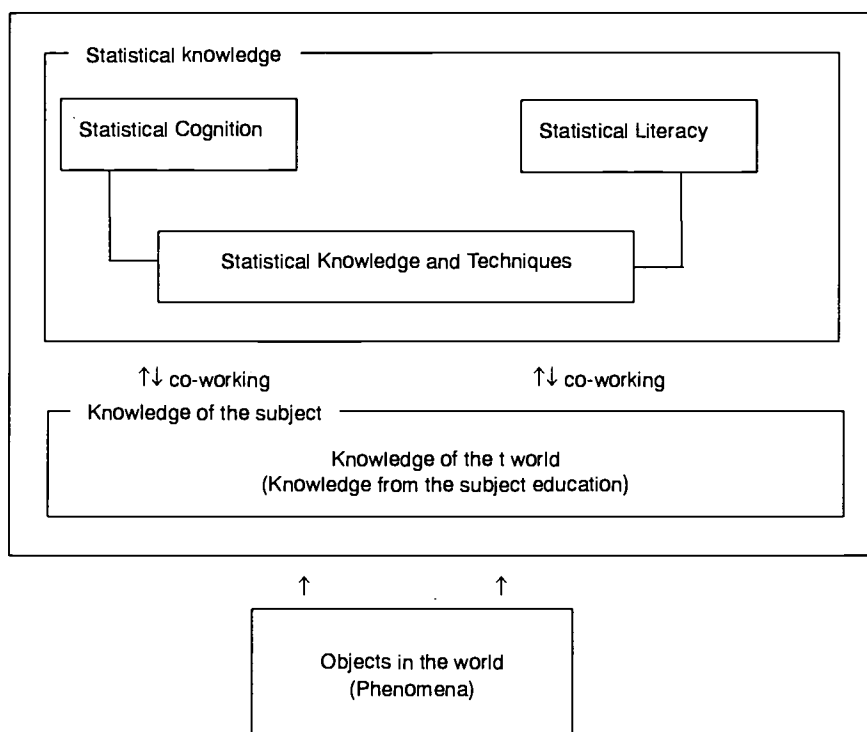 Statistical knowledge
Statistical Cognition
Statistical Literacy
Statistical Knowledge and Techniques
↑↓ co-working
↑↓ co-working
Knowledge of the subject
Knowledge of the t world
(Knowledge from the subject education)
↑ ↑
Objects in the world
(Phenomena)